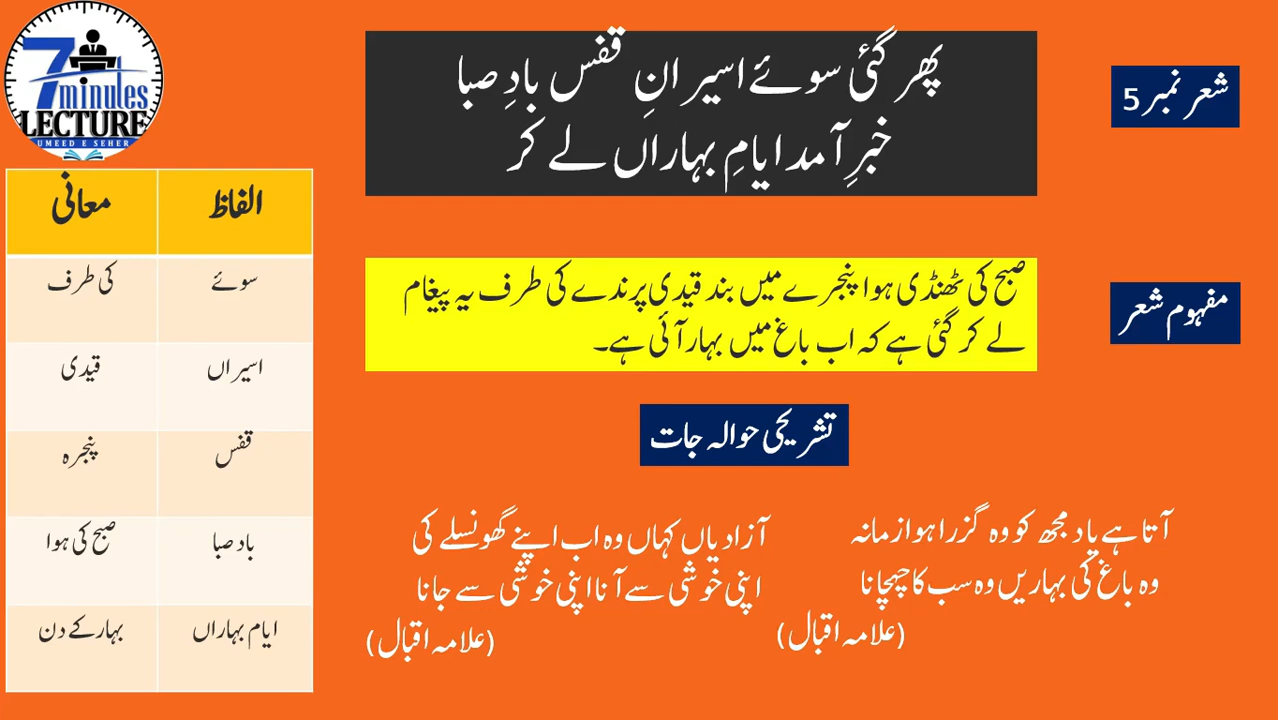 7
minutes
LECTURE
UMEED E SEHER
شعر نمبر 5
پھر گئی سوئے اسیرانِ قفس بادِ صبا
خبرِ آمد ایامِ بہاراں لے کر
مفہوم شعر
صبح کی ٹھنڈی ہوا پنجرے میں بند قیدی پرندے کی طرف یہ پیغام
لے کر گئی ہے کہ اب باغ میں بہار آئی ہے۔
تشریحی حوالہ جات
آتا ہے یاد مجھ کو وہ گزرا ہوا زمانہ
وہ باغ کی بہاریں وہ سب کا چہچہانا
(علامہ اقبال)
آزادیاں کہاں وہ اب اپنے گھونسلے کی
اپنی خوشی سے آنا اپنی خوشی سے جانا
(علامہ اقبال)
الفاظ معانی
سوئے کی طرف
اسیراں قیدی
قفس پنجرہ
باد صبا صبح کی ہوا
ایام بہاراں بہار کے دن